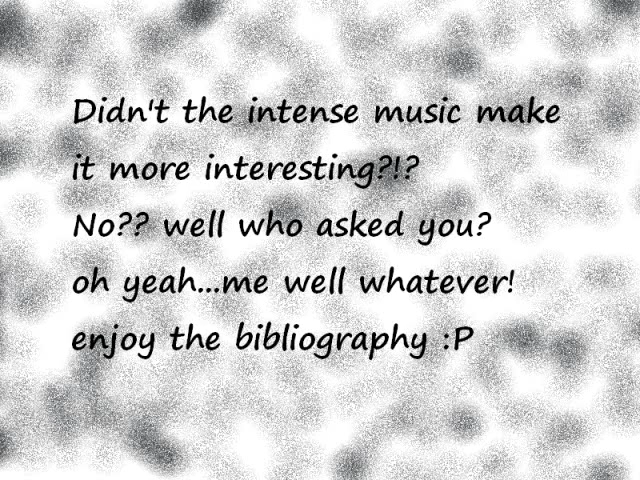 Didn't the intense music make
it more interesting?!?
No?? well who asked you?
oh yeah...me well whatever!
enjoy the bibliography :P